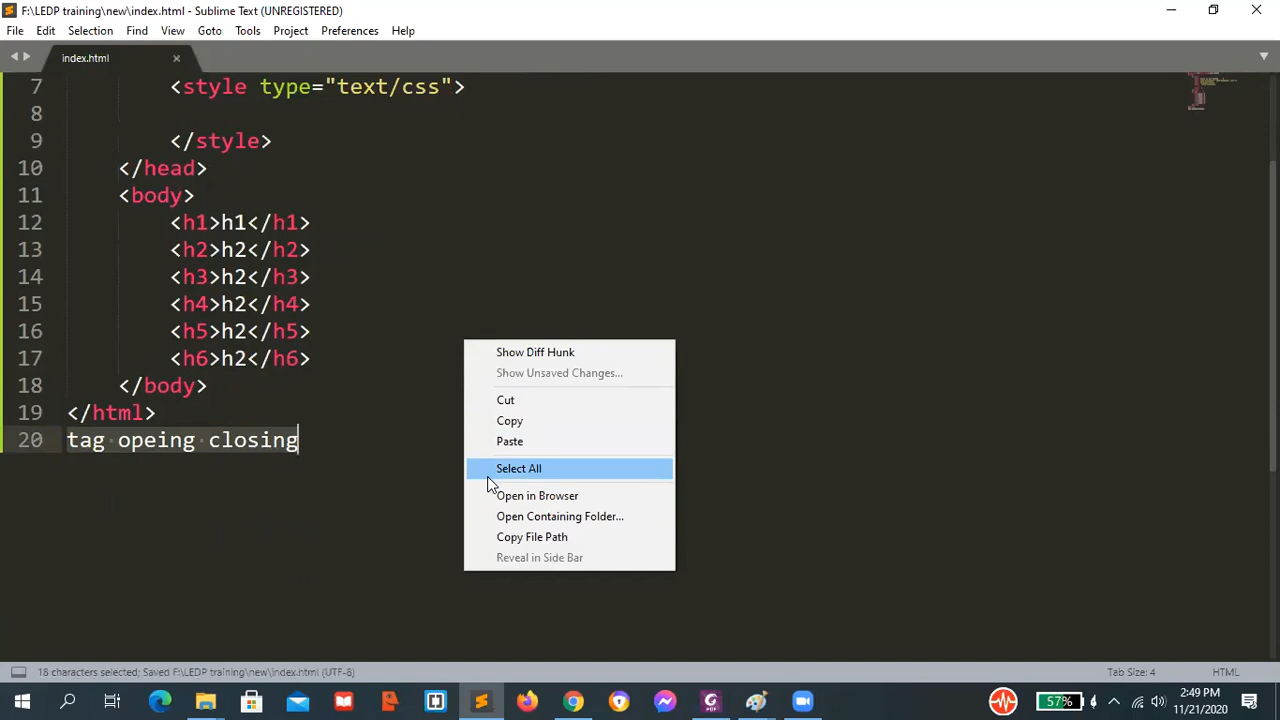 F:\LEDP training\new\index.html - Sublime Text (UNREGISTERED)
File Edit Selection Find View Goto Tools Project Preferences Help
index.html
7 <style type="text/css">
8
9 </style>
10 </head>
11 <body>
12 <h1>h1</h1>
13 <h2>h2</h2>
14 <h3>h2</h3>
15 <h4>h2</h4>
16 <h5>h2</h5>
17 <h6>h2</h6>
18 </body>
19 </html>
20 tag opeing closing
Show Diff Hunk
Show Unsaved Changes...
Cut
Copy
Paste
Select All
Open in Browser
Open Containing Folder...
Copy File Path
Reveal in Side Bar
18 characters selected; Saved F:\LEDP training\new\index.html (UTF-8) Tab Size: 4 HTML
57% 2:49 PM
11/21/2020